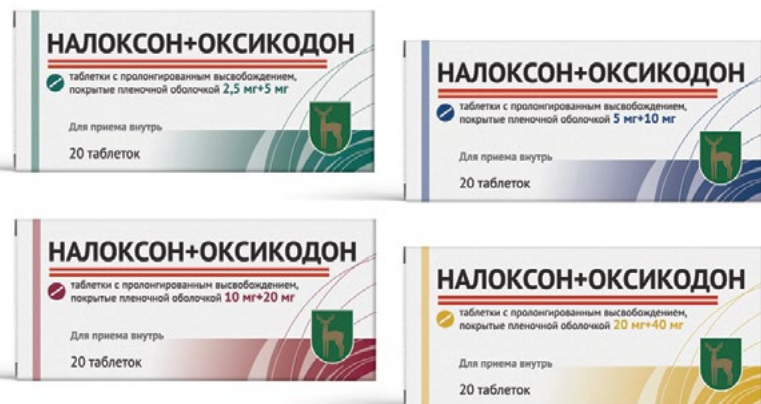 НАЛОКСОН+ОКСИКОДОН
таблетки с пролонгированным высвобождением,
покрытые пленочной оболочкой 2,5 мг+5 мг
Для приема внутрь
20 таблеток
НАЛОКСОН+ОКСИКОДОН
таблетки с пролонгированным высвобождением,
покрытые пленочной оболочкой 5 мг+10 мг
Для приема внутрь
20 таблеток
НАЛОКСОН+ОКСИКОДОН
таблетки с пролонгированным высвобождением,
покрытые пленочной оболочкой 10 мг+20 мг
Для приема внутрь
20 таблеток
НАЛОКСОН+ОКСИКОДОН
таблетки с пролонгированным высвобождением,
покрытые пленочной оболочкой 20 мг+40 мг
Для приема внутрь
20 таблеток